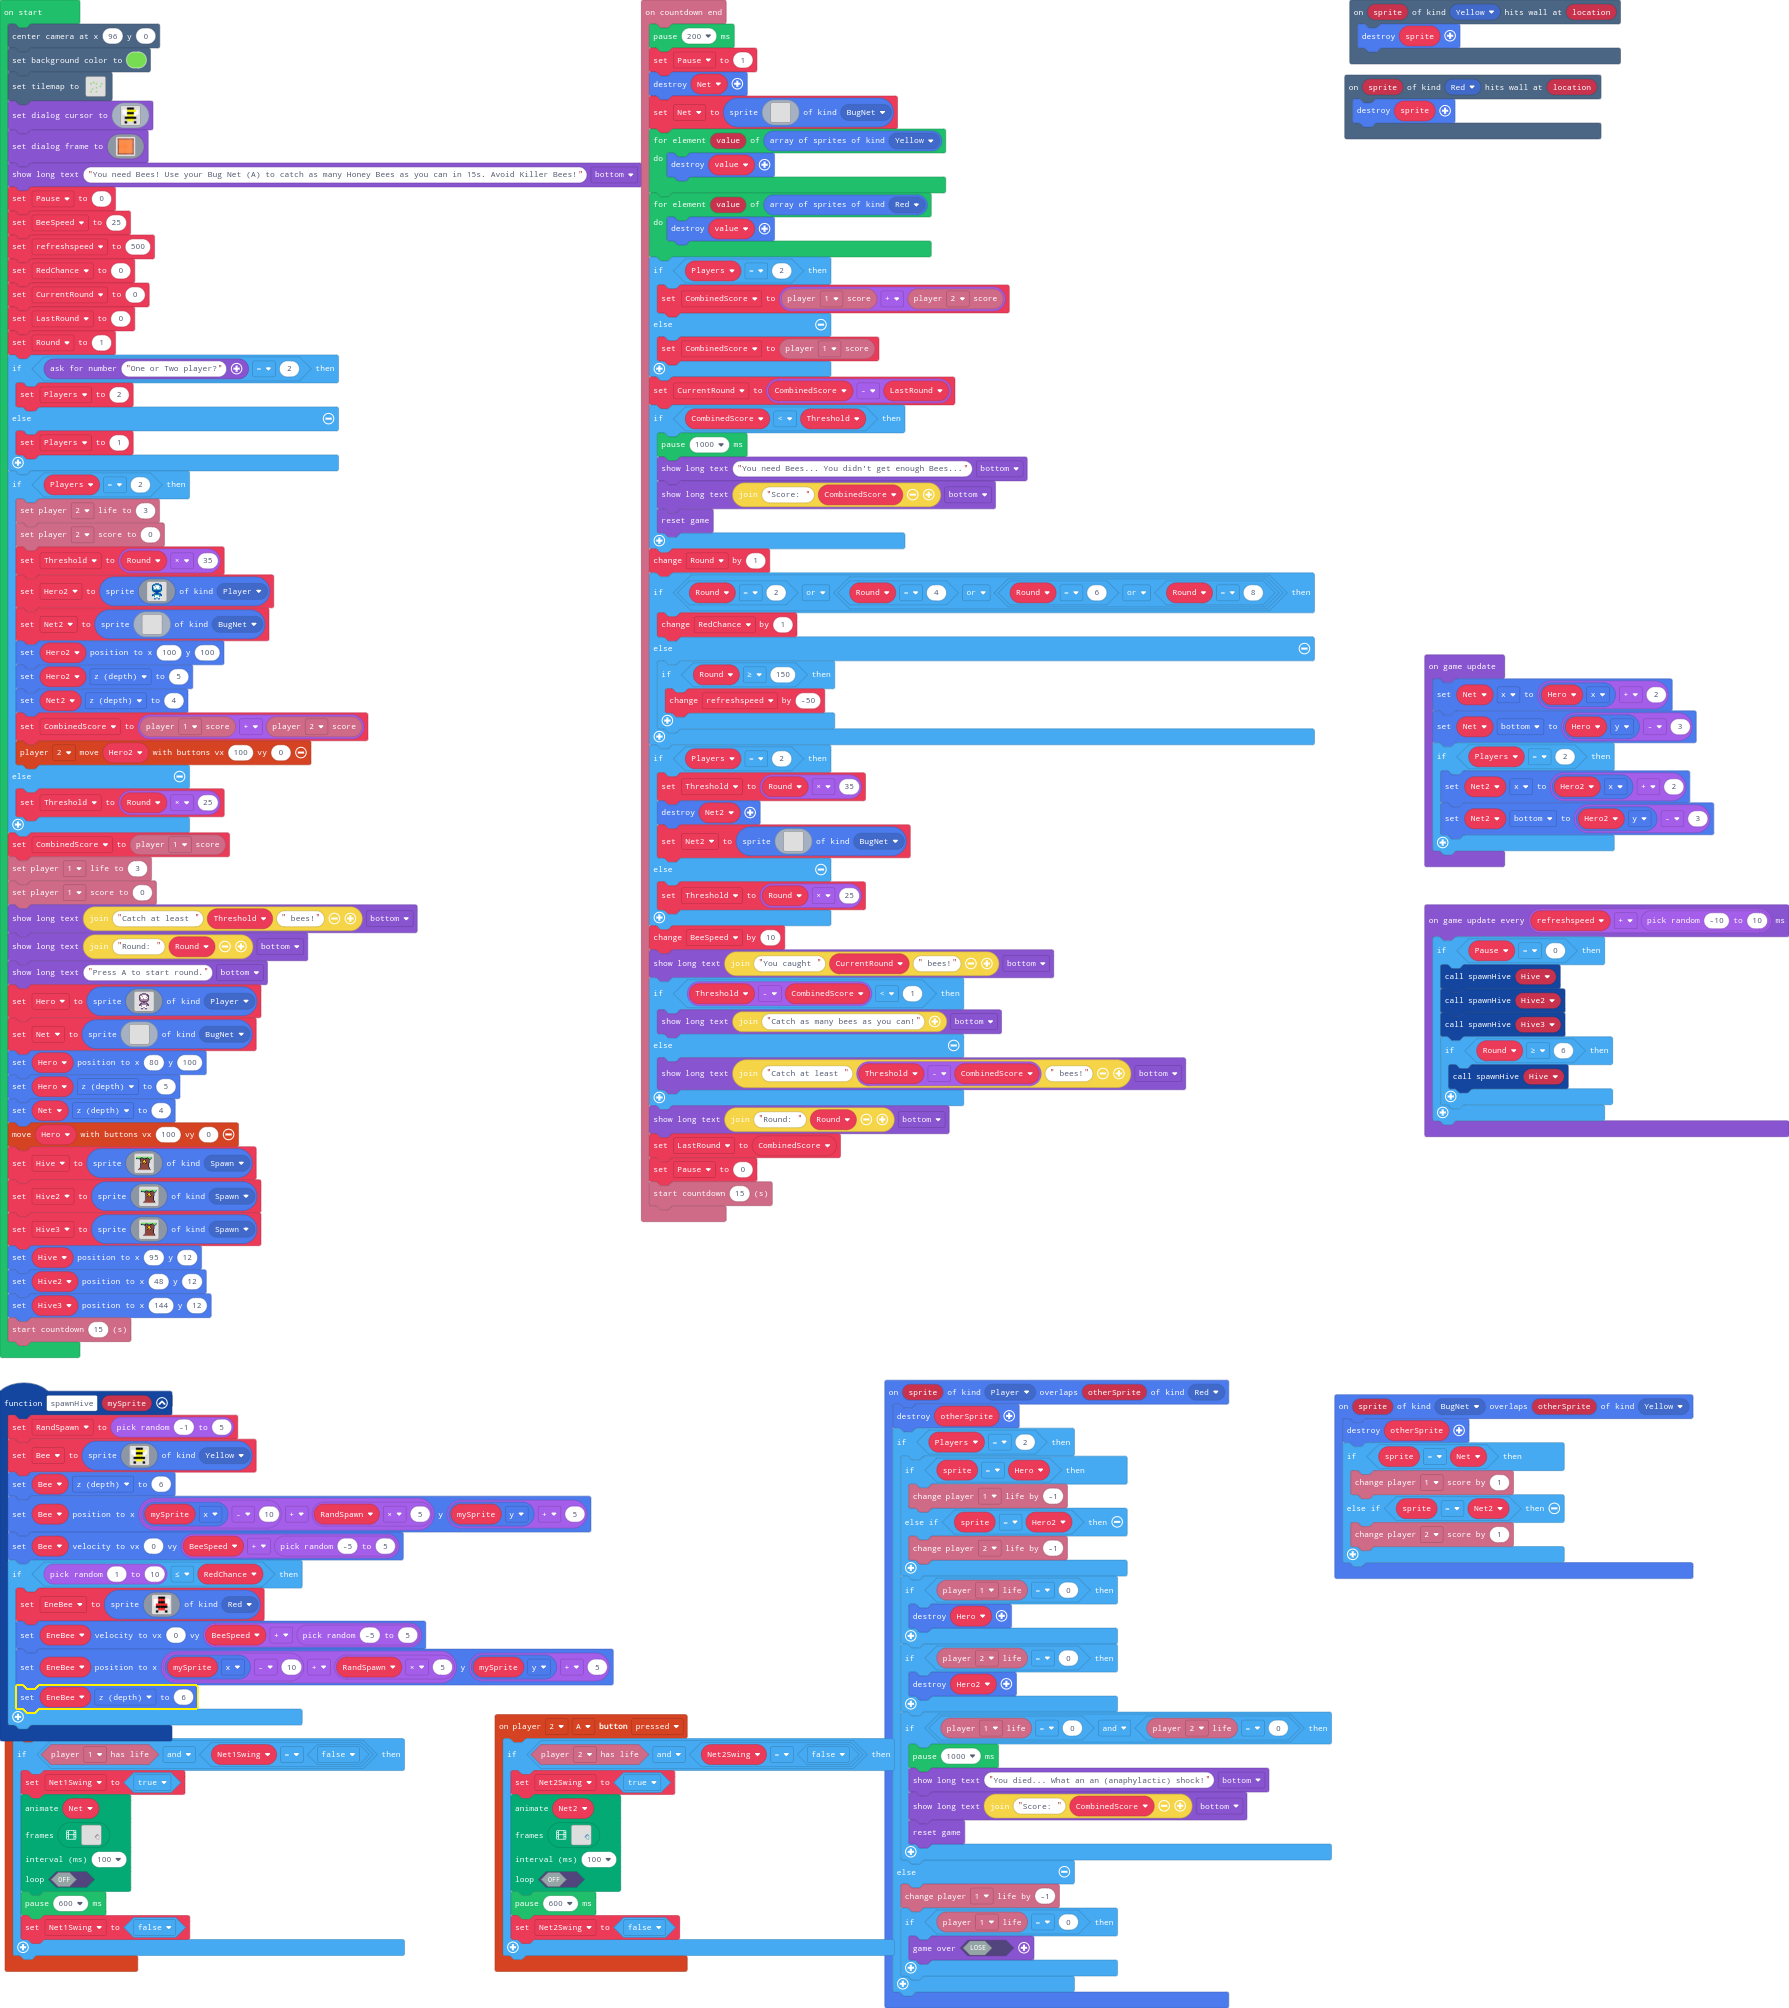 on start
center camera at x 96 y 0
set background color to
set tilemap to
set dialog cursor to
set dialog frame to
show long text "You need Bees! Use your Bug Net (A) to catch as many Honey Bees as you can in 15s. Avoid Killer Bees!" bottom
set Pause to 0
set BeeSpeed to 25
set refreshspeed to 500
set RedChance to 0
set CurrentRound to 0
set LastRound to 0
set Round to 1
if ask for number "One or Two player?" = 2 then
set Players to 2
else
set Players to 1
if Players = 2 then
set player 2 life to 3
set player 2 score to 0
set Threshold to Round × 35
set Hero2 to sprite of kind Player
set Net2 to sprite of kind BugNet
set Hero2 position to x 100 y 100
set Hero2 z (depth) to 5
set Net2 z (depth) to 4
set CombinedScore to player 1 score + player 2 score
player 2 move Hero2 with buttons vx 100 vy 0
else
set Threshold to Round × 25
set CombinedScore to player 1 score
set player 1 life to 3
set player 1 score to 0
show long text join "Catch at least " Threshold " bees!" bottom
show long text join "Round: " Round bottom
show long text "Press A to start round." bottom
set Hero to sprite of kind Player
set Net to sprite of kind BugNet
set Hero position to x 80 y 100
set Hero z (depth) to 5
set Net z (depth) to 4
move Hero with buttons vx 100 vy 0
set Hive to sprite of kind Spawn
set Hive2 to sprite of kind Spawn
set Hive3 to sprite of kind Spawn
set Hive position to x 95 y 12
set Hive2 position to x 48 y 12
set Hive3 position to x 144 y 12
start countdown 15 (s)
on countdown end
pause 200 ms
set Pause to 1
destroy Net
set Net to sprite of kind BugNet
for element value of array of sprites of kind Yellow
do destroy value
for element value of array of sprites of kind Red
do destroy value
if Players = 2 then
set CombinedScore to player 1 score + player 2 score
else
set CombinedScore to player 1 score
set CurrentRound to CombinedScore - LastRound
if CombinedScore < Threshold then
pause 1000 ms
show long text "You need Bees... You didn't get enough Bees..." bottom
show long text join "Score: " CombinedScore bottom
reset game
change Round by 1
if Round = 2 or Round = 4 or Round = 6 or Round = 8 then
change RedChance by 1
else
if Round ≥ 150 then
change refreshspeed by -50
if Players = 2 then
set Threshold to Round × 35
destroy Net2
set Net2 to sprite of kind BugNet
else
set Threshold to Round × 25
change BeeSpeed by 10
show long text join "You caught " CurrentRound " bees!" bottom
if Threshold - CombinedScore < 1 then
show long text join "Catch as many bees as you can!" bottom
else
show long text join "Catch at least " Threshold - CombinedScore " bees!" bottom
show long text join "Round: " Round bottom
set LastRound to CombinedScore
set Pause to 0
start countdown 15 (s)
on sprite of kind Yellow hits wall at location
destroy sprite
on sprite of kind Red hits wall at location
destroy sprite
on game update
set Net x to Hero x + 2
set Net bottom to Hero y - 3
if Players = 2 then
set Net2 x to Hero2 x + 2
set Net2 bottom to Hero2 y - 3
on game update every refreshspeed + pick random -10 to 10 ms
if Pause = 0 then
call spawnHive Hive
call spawnHive Hive2
call spawnHive Hive3
if Round ≥ 6 then
call spawnHive Hive
function spawnHive mySprite
set RandSpawn to pick random -1 to 5
set Bee to sprite of kind Yellow
set Bee z (depth) to 6
set Bee position to x mySprite x - 10 + RandSpawn × 5 y mySprite y + 5
set Bee velocity to vx 0 vy BeeSpeed + pick random -5 to 5
if pick random 1 to 10 ≤ RedChance then
set EneBee to sprite of kind Red
set EneBee velocity to vx 0 vy BeeSpeed + pick random -5 to 5
set EneBee position to x mySprite x - 10 + RandSpawn × 5 y mySprite y + 5
set EneBee z (depth) to 6
if player 1 has life and Net1Swing = false then
set Net1Swing to true
animate Net
frames
interval (ms) 100
loop OFF
pause 600 ms
set Net1Swing to false
on player 2 A button pressed
if player 2 has life and Net2Swing = false then
set Net2Swing to true
animate Net2
frames
interval (ms) 100
loop OFF
pause 600 ms
set Net2Swing to false
on sprite of kind Player overlaps otherSprite of kind Red
destroy otherSprite
if Players = 2 then
if sprite = Hero then
change player 1 life by -1
else if sprite = Hero2 then
change player 2 life by -1
if player 1 life = 0 then
destroy Hero
if player 2 life = 0 then
destroy Hero2
if player 1 life = 0 and player 2 life = 0 then
pause 1000 ms
show long text "You died... What an an (anaphylactic) shock!" bottom
show long text join "Score: " CombinedScore bottom
reset game
else
change player 1 life by -1
if player 1 life = 0 then
game over LOSE
on sprite of kind BugNet overlaps otherSprite of kind Yellow
destroy otherSprite
if sprite = Net then
change player 1 score by 1
else if sprite = Net2 then
change player 2 score by 1